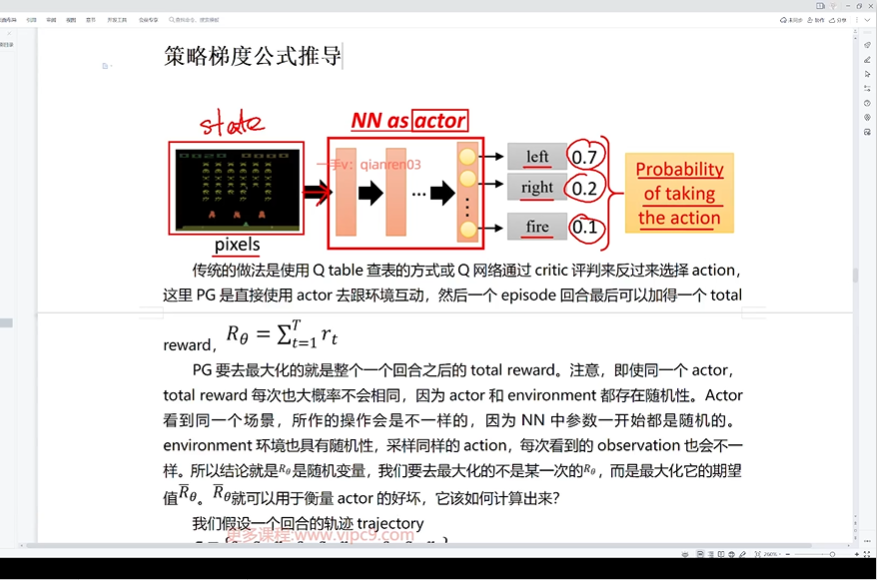 策略梯度公式推导
state
NN as actor
一手v：qianren03
left 0.7
right 0.2
fire 0.1
Probability
of taking
the action
pixels
传统的做法是使用 Q table 查表的方式或 Q 网络通过 critic 评判来反过来选择 action，
这里 PG 是直接使用 actor 去跟环境互动，然后一个 episode 回合最后可以加得一个 total
reward，R_θ = ∑_{t=1}^{T} r_t
PG 要去最大化的就是整个一个回合之后的 total reward。注意，即使同一个 actor，
total reward 每次也大概率不会相同，因为 actor 和 environment 都存在随机性。Actor
看到同一个场景，所作的操作会是不一样的，因为 NN 中参数一开始都是随机的。
environment 环境也具有随机性，采样同样的 action，每次看到的 observation 也会不一
样。所以结论就是R_θ是随机变量，我们要去最大化的不是某一次的R_θ，而是最大化它的期望
值R̅_θ。R̅_θ就可以用于衡量 actor 的好坏，它该如何计算出来？
我们假设一个回合的轨迹 trajectory
更多课程:www.vipc9.com